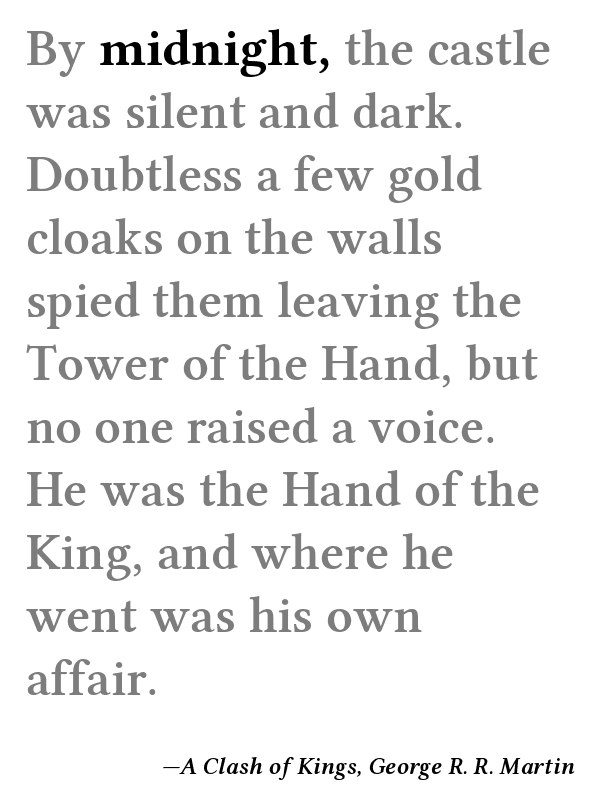 By midnight, the castle
was silent and dark.
Doubtless a few gold
cloaks on the walls
spied them leaving the
Tower of the Hand, but
no one raised a voice.
He was the Hand of the
King, and where he
went was his own
affair.
—A Clash of Kings, George R. R. Martin